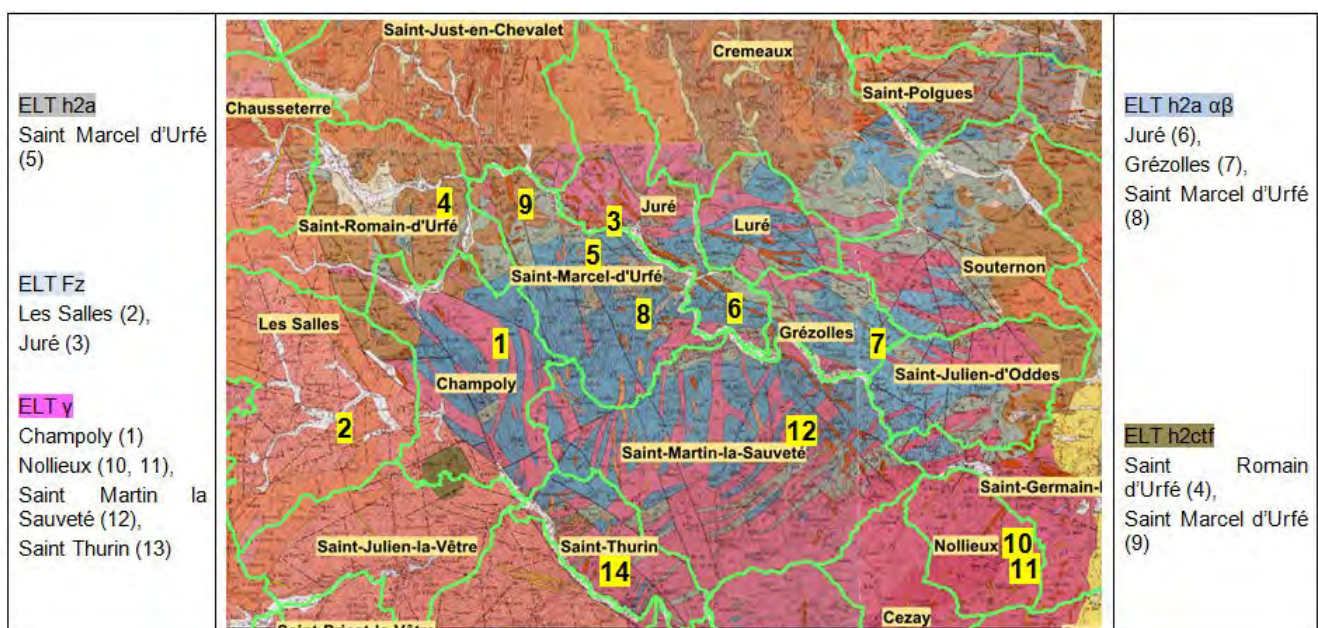 ELT h2a
Saint Marcel d'Urfé
(5)
ELT Fz
Les Salles (2),
Juré (3)
ELT γ
Champoly (1)
Nollieux (10, 11),
Saint Martin la
Sauveté (12),
Saint Thurin (13)
Saint-Just-en-Chevalet
Cremeaux
Chausseterre
Saint-Polgues
4
9
3
Juré
Saint-Romain-d'Urfé
Luré
5
Saint-Marcel-d'Urfé
Souternon
Les Salles
8
6
Grézolles
7
1
Champoly
Saint-Julien-d'Oddes
2
12
Saint-Martin-la-Sauveté
Saint-Germain-
Saint-Julien-la-Vêtre
Saint-Thurin
14
Nollieux
10
11
Cezay
Saint-Priest-la-Vêtre
ELT h2a αβ
Juré (6),
Grézolles (7),
Saint Marcel d'Urfé
(8)
ELT h2ctf
Saint Romain
d'Urfé (4),
Saint Marcel d'Urfé
(9)